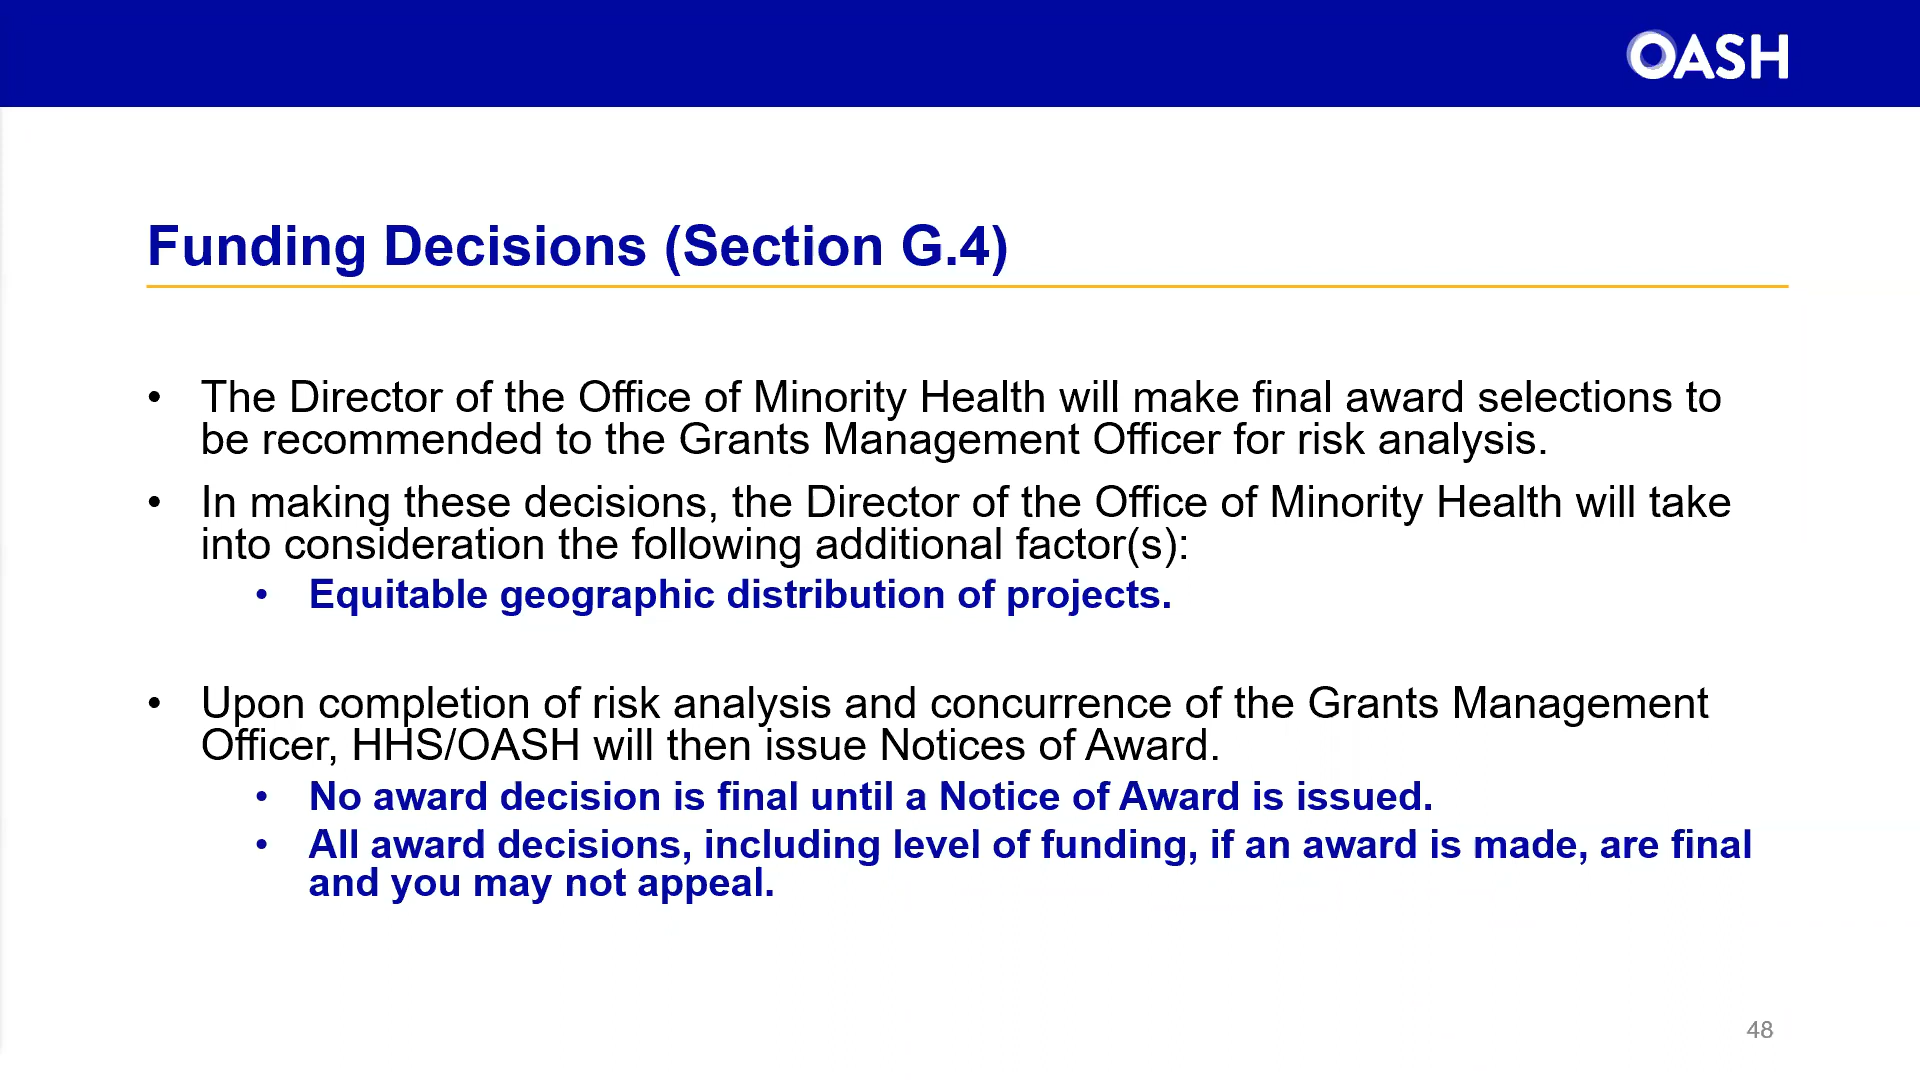 OASH
Funding Decisions (Section G.4)
• The Director of the Office of Minority Health will make final award selections to
be recommended to the Grants Management Officer for risk analysis.
• In making these decisions, the Director of the Office of Minority Health will take
into consideration the following additional factor(s):
• Equitable geographic distribution of projects.
• Upon completion of risk analysis and concurrence of the Grants Management
Officer, HHS/OASH will then issue Notices of Award.
• No award decision is final until a Notice of Award is issued.
• All award decisions, including level of funding, if an award is made, are final
and you may not appeal.
48